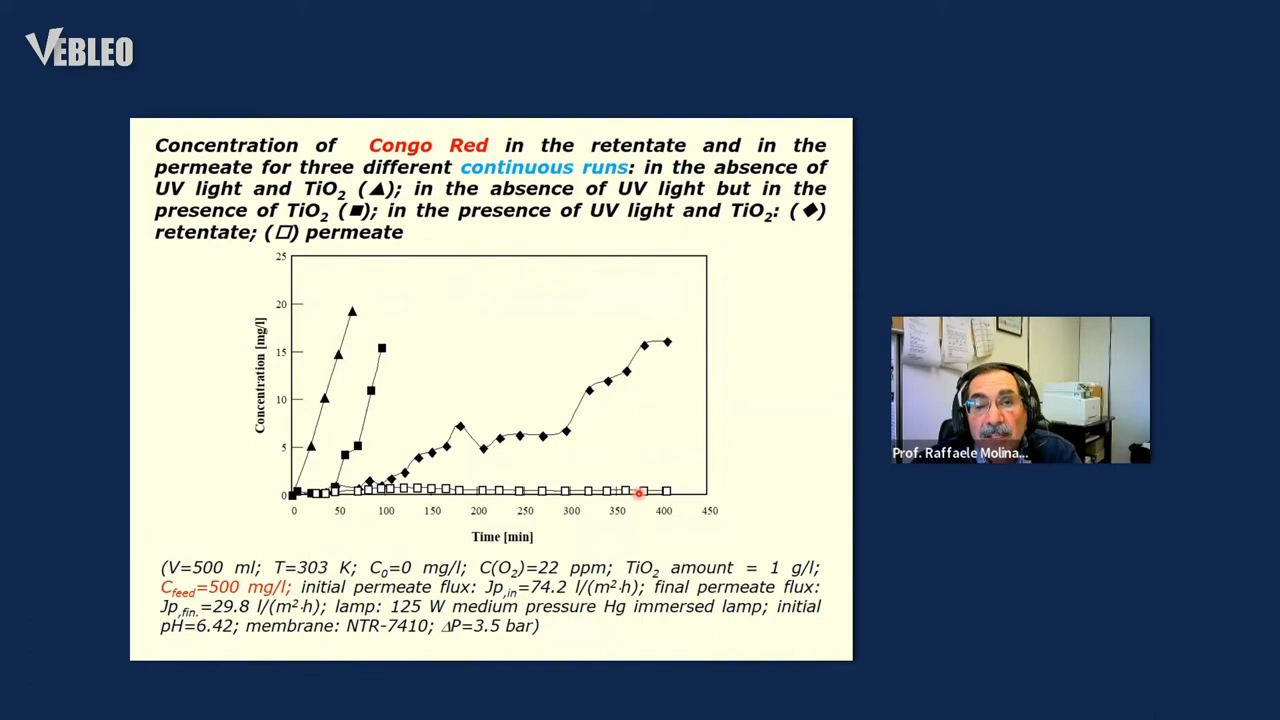 VEBLEO
Concentration of Congo Red in the retentate and in the
permeate for three different continuous runs: in the absence of
UV light and TiO2 (▲); in the absence of UV light but in the
presence of TiO2 (■); in the presence of UV light and TiO2: (◆)
retentate; (□) permeate
25
20
15
10
5
0
Concentration [mg/l]
0 50 100 150 200 250 300 350 400 450
Time [min]
(V=500 ml; T=303 K; C0=0 mg/l; C(O2)=22 ppm; TiO2 amount = 1 g/l;
Cfeed=500 mg/l; initial permeate flux: Jp,in=74.2 l/(m2·h); final permeate flux:
Jp,fin.=29.8 l/(m2·h); lamp: 125 W medium pressure Hg immersed lamp; initial
pH=6.42; membrane: NTR-7410; ΔP=3.5 bar)
Prof. Raffaele Molina...